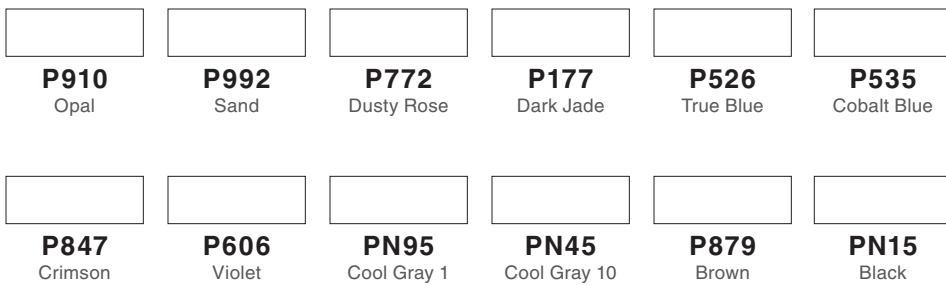 P910 P992 P772 P177 P526 P535
Opal Sand Dusty Rose Dark Jade True Blue Cobalt Blue
P847 P606 PN95 PN45 P879 PN15
Crimson Violet Cool Gray 1 Cool Gray 10 Brown Black